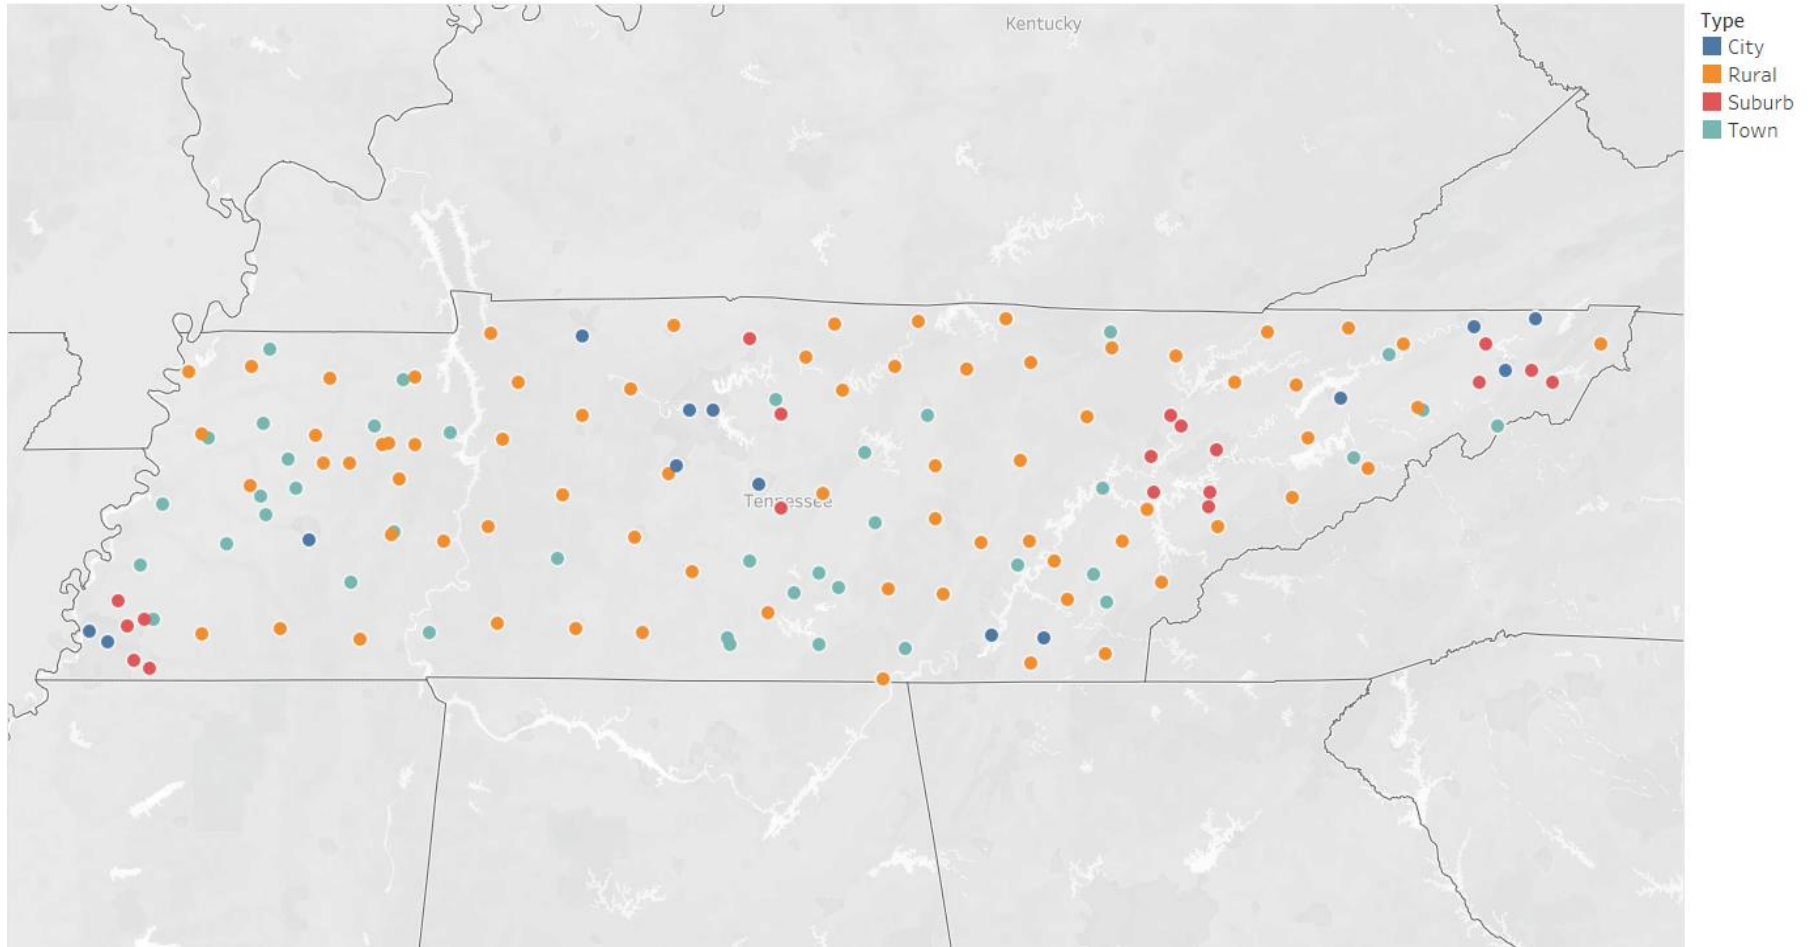 Kentucky
Type
City
Rural
Suburb
Town
Tennessee